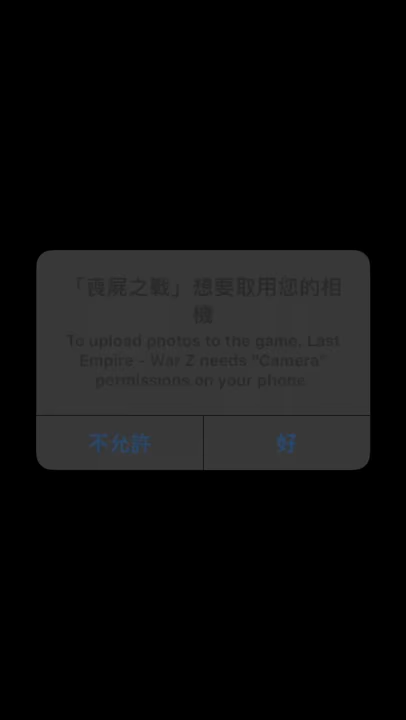 「喪屍之戰」想要取用您的相
機
To upload photos to the game, Last
Empire - War Z needs "Camera"
permissions on your phone.
不允許
好